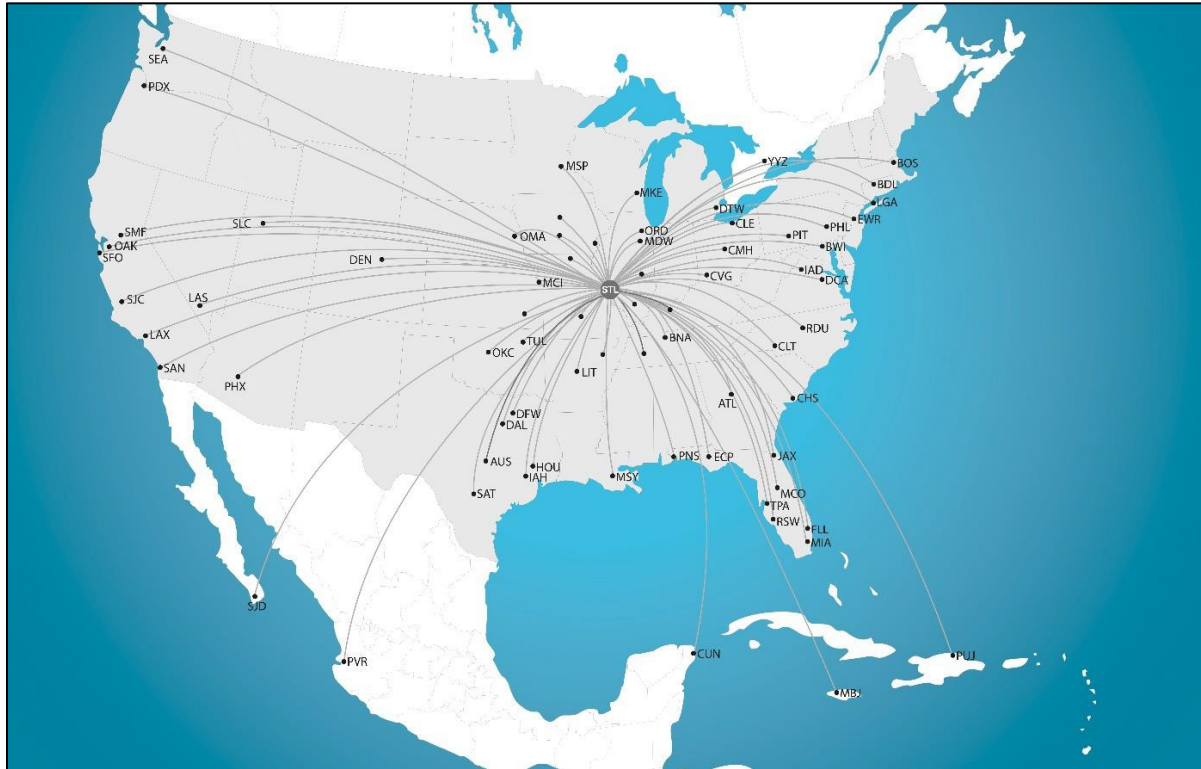 SEA
PDX
MSP
YYZ
BOS
MKE
BDL
DTW
LGA
SLC
CLE
EWR
SMF
OMA
ORD
PIT
PHL
OAK
MDW
CMH
BWI
SFO
DEN
IAD
MCI
CVG
DCA
STL
SJC
LAS
LAX
TUL
BNA
RDU
OKC
CLT
SAN
LIT
PHX
ATL
CHS
DFW
DAL
AUS
HOU
PNS
ECP
JAX
IAH
MSY
SAT
MCO
TPA
RSW
FLL
MIA
SJD
CUN
PUJ
PVR
MBJ